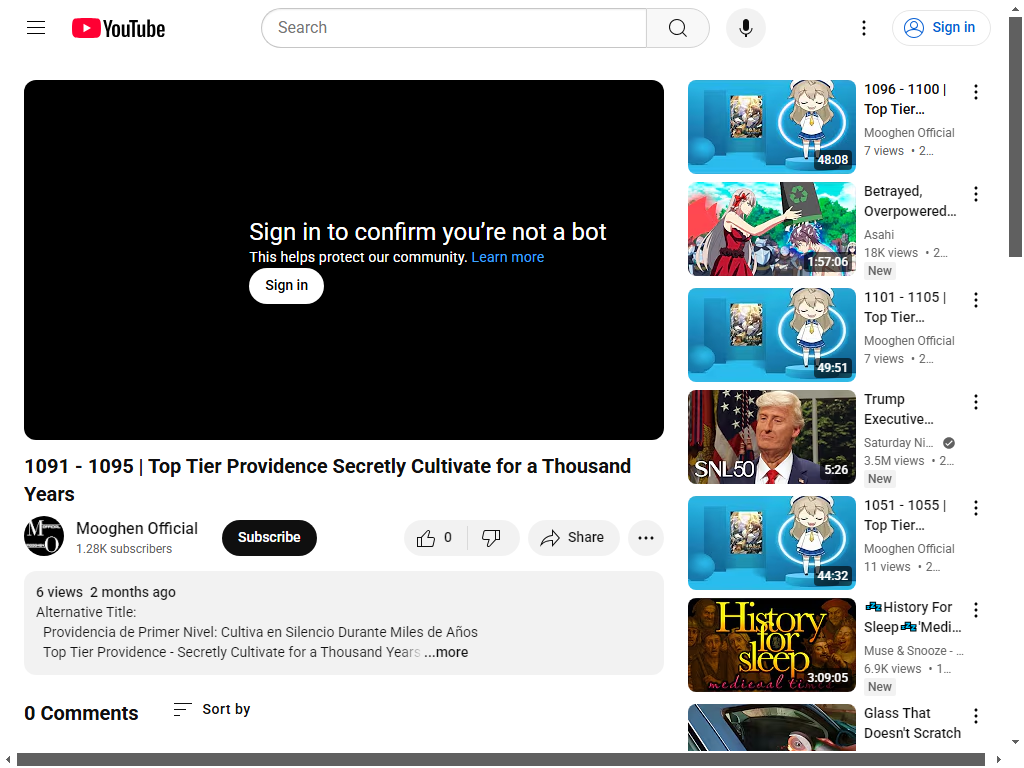 YouTube
Search
Sign in
Sign in to confirm you’re not a bot
This helps protect our community. Learn more
Sign in
1091 - 1095 | Top Tier Providence Secretly Cultivate for a Thousand
Years
Mooghen Official
1.28K subscribers
Subscribe
0
Share
6 views 2 months ago
Alternative Title:
Providencia de Primer Nivel: Cultiva en Silencio Durante Miles de Años
Top Tier Providence - Secretly Cultivate for a Thousand Years ...more
0 Comments
Sort by
48:08
1096 - 1100 |
Top Tier…
Mooghen Official
7 views • 2…
1:57:06
Betrayed,
Overpowered…
Asahi
18K views • 2…
New
49:51
1101 - 1105 |
Top Tier…
Mooghen Official
7 views • 2…
SNL50
5:26
Trump
Executive…
Saturday Ni…
3.5M views • 2…
New
44:32
1051 - 1055 |
Top Tier…
Mooghen Official
11 views • 2…
History
for
sleep
medieval times
3:09:05
💤History For
Sleep💤'Medi…
Muse & Snooze - …
6.9K views • 1…
New
Glass That
Doesn't Scratch